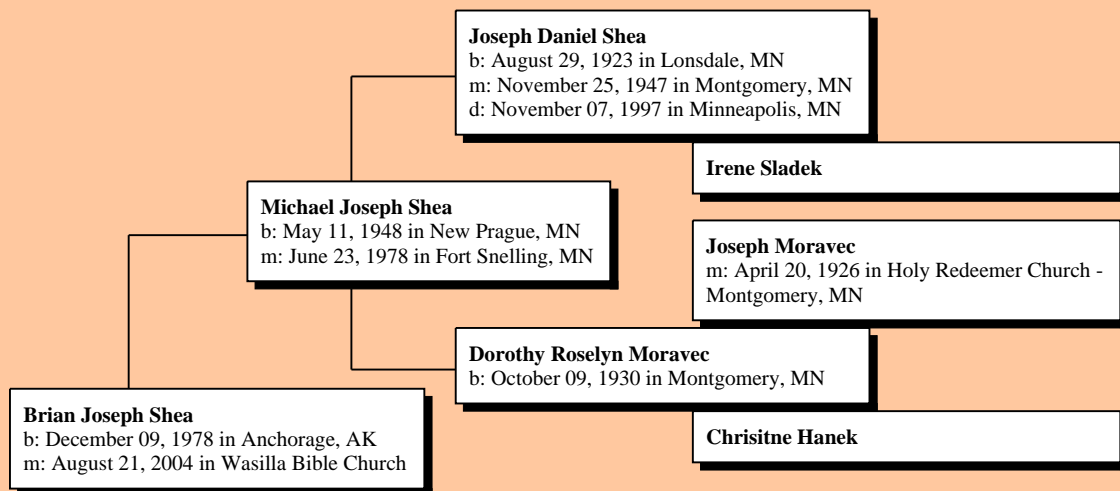 Joseph Daniel Shea
b: August 29, 1923 in Lonsdale, MN
m: November 25, 1947 in Montgomery, MN
d: November 07, 1997 in Minneapolis, MN
Irene Sladek
Michael Joseph Shea
b: May 11, 1948 in New Prague, MN
m: June 23, 1978 in Fort Snelling, MN
Joseph Moravec
m: April 20, 1926 in Holy Redeemer Church -
Montgomery, MN
Dorothy Roselyn Moravec
b: October 09, 1930 in Montgomery, MN
Brian Joseph Shea
b: December 09, 1978 in Anchorage, AK
m: August 21, 2004 in Wasilla Bible Church
Chrisitne Hanek